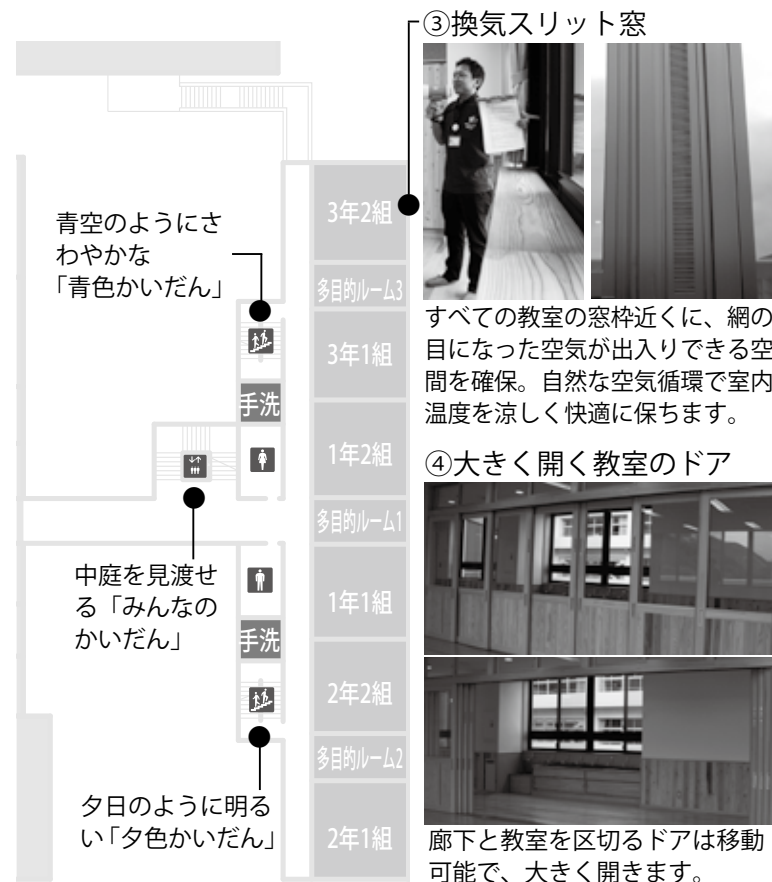 ③換気スリット窓
すべての教室の窓枠近くに、網の
目になった空気が出入りできる空
間を確保。自然な空気循環で室内
温度を涼しく快適に保ちます。
④大きく開く教室のドア
廊下と教室を区切るドアは移動
可能で、大きく開きます。
青空のようにさ
わやかな
「青色かいだん」
中庭を見渡せ
る「みんなの
かいだん」
夕日のように明る
い「夕色かいだん」
手洗
手洗
3年2組
多目的ルーム3
3年1組
1年2組
多目的ルーム1
1年1組
2年2組
多目的ルーム2
2年1組